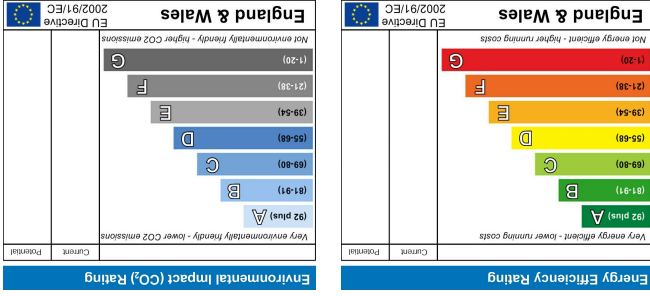 Energy Efficiency Rating
Current Potential
Very energy efficient - lower running costs
(92 plus) A
(81-91) B
(69-80) C
(55-68) D
(39-54) E
(21-38) F
(1-20) G
Not energy efficient - higher running costs
England & Wales
EU Directive
2002/91/EC
Environmental Impact (CO₂) Rating
Current Potential
Very environmentally friendly - lower CO2 emissions
(92 plus) A
(81-91) B
(69-80) C
(55-68) D
(39-54) E
(21-38) F
(1-20) G
Not environmentally friendly - higher CO2 emissions
England & Wales
EU Directive
2002/91/EC